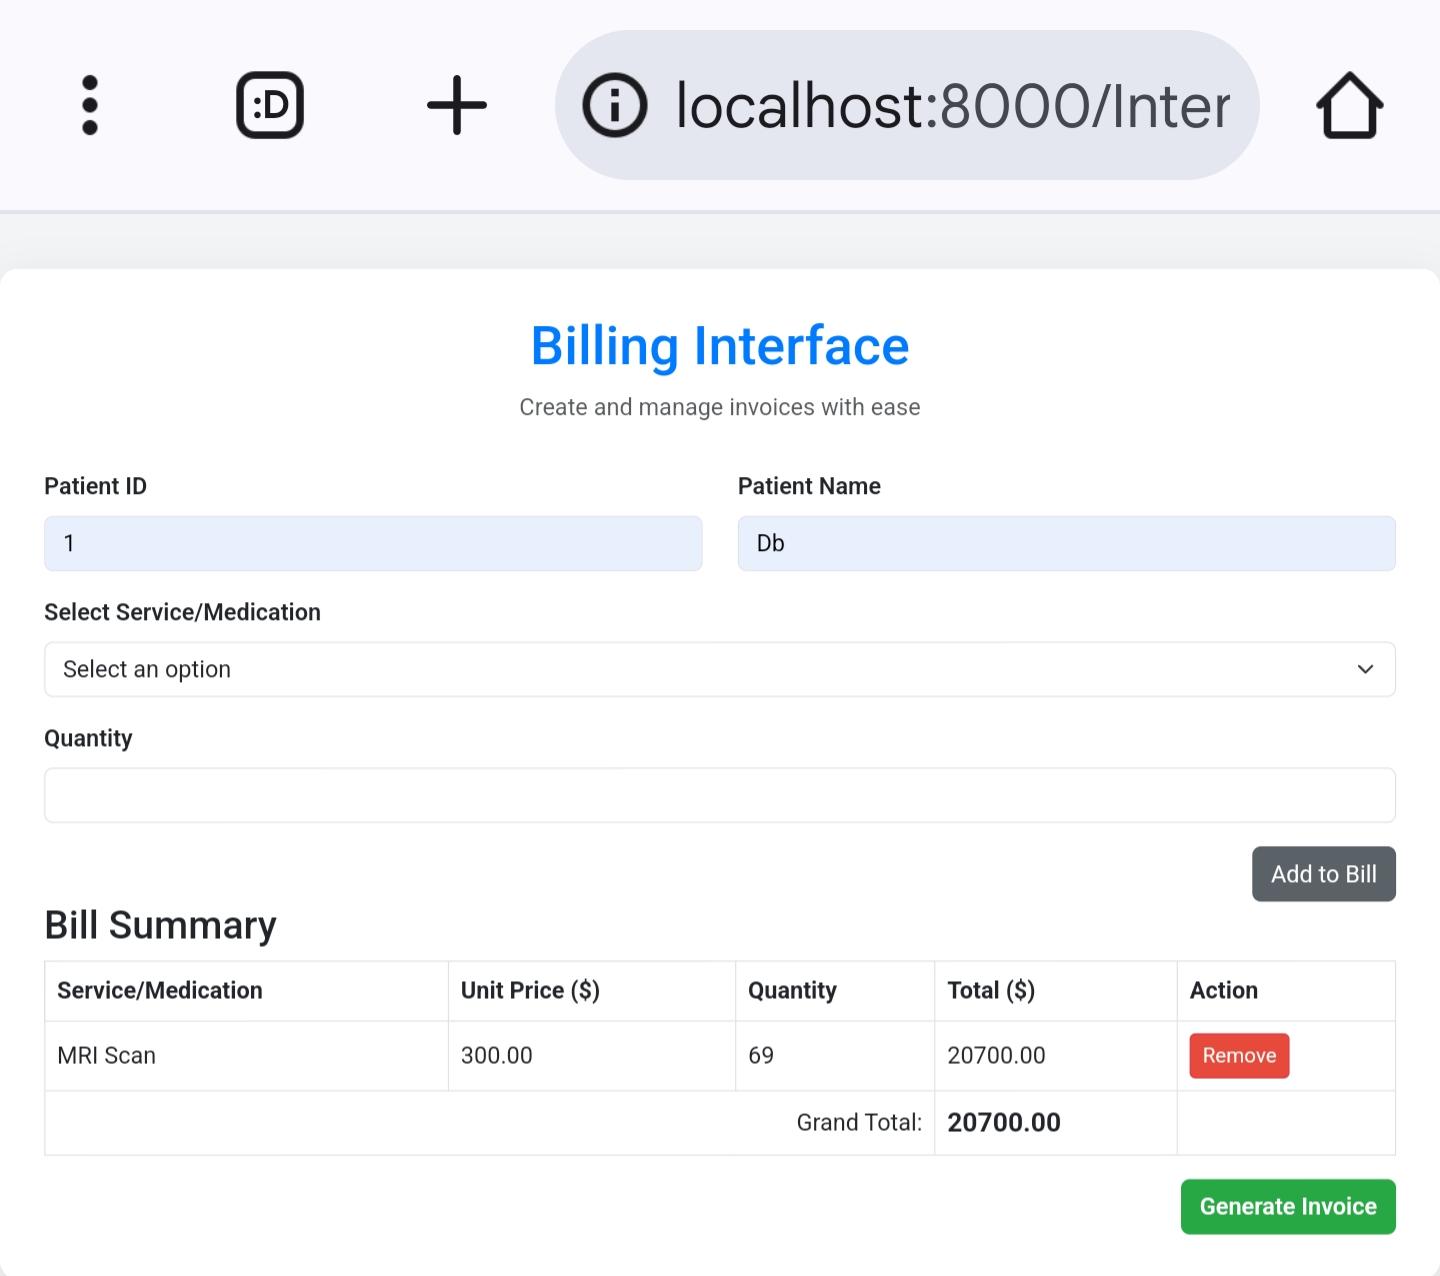 :D
localhost:8000/Inter
Billing Interface
Create and manage invoices with ease
Patient ID
Patient Name
1
Db
Select Service/Medication
Select an option
Quantity
Add to Bill
Bill Summary
Service/Medication Unit Price ($) Quantity Total ($) Action
MRI Scan 300.00 69 20700.00 Remove
Grand Total: 20700.00
Generate Invoice